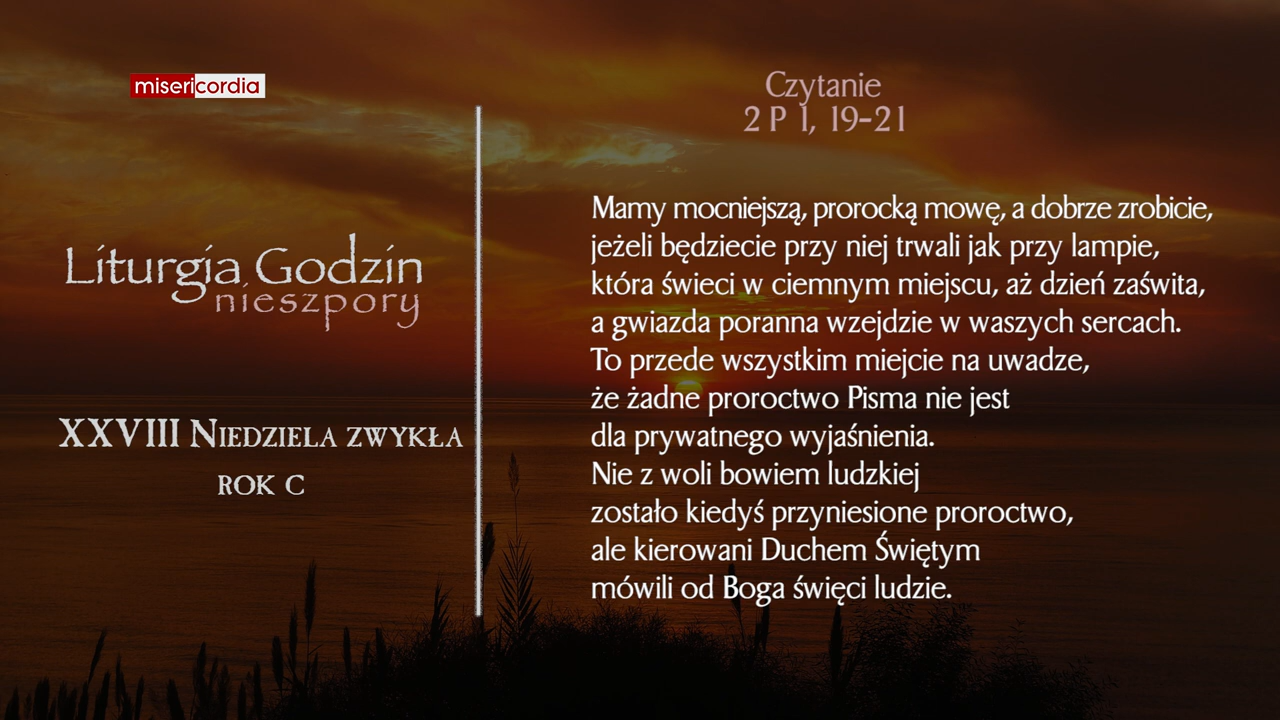 misericordia
Liturgia Godzin
nieszpory
XXVIII Niedziela zwykła
rok C
Czytanie
2 P 1, 19-21
Mamy mocniejszą, prorocką mowę, a dobrze zrobicie,
jeżeli będziecie przy niej trwali jak przy lampie,
która świeci w ciemnym miejscu, aż dzień zaświta,
a gwiazda poranna wzejdzie w waszych sercach.
To przede wszystkim miejcie na uwadze,
że żadne proroctwo Pisma nie jest
dla prywatnego wyjaśnienia.
Nie z woli bowiem ludzkiej
zostało kiedyś przyniesione proroctwo,
ale kierowani Duchem Świętym
mówili od Boga święci ludzie.